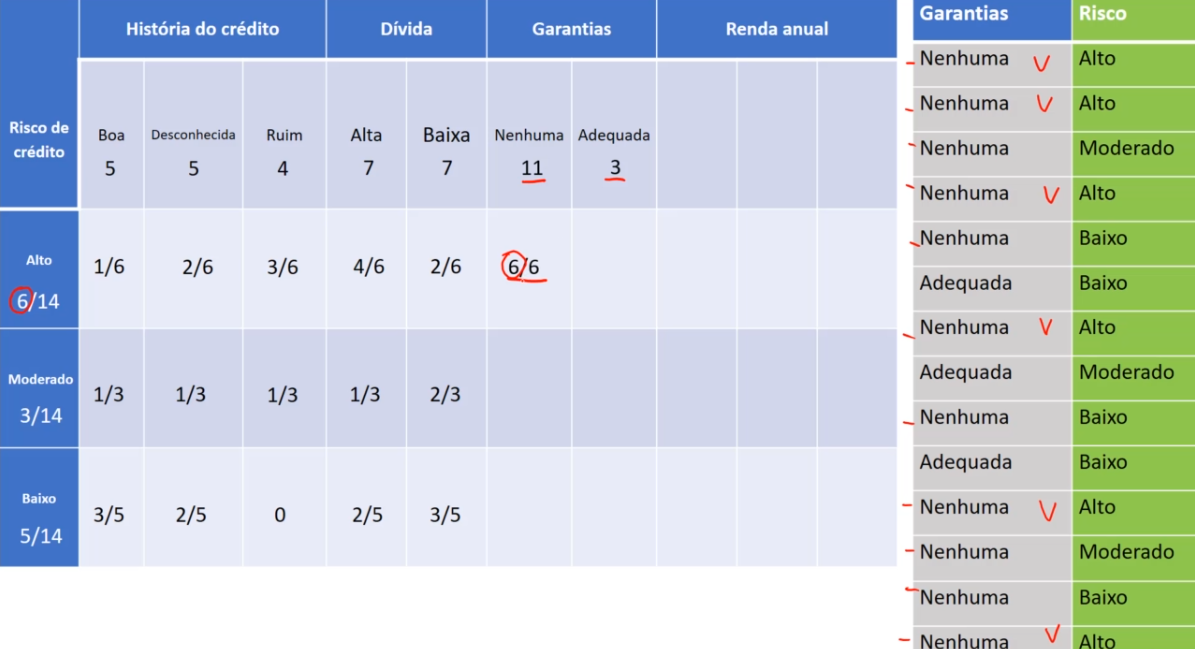 História do crédito Dívida Garantias Renda anual
Risco de crédito
Boa Desconhecida Ruim Alta Baixa Nenhuma Adequada
5 5 4 7 7 11 3
Alto
6/14
1/6 2/6 3/6 4/6 2/6 6/6
Moderado
3/14
1/3 1/3 1/3 1/3 2/3
Baixo
5/14
3/5 2/5 0 2/5 3/5
Garantias Risco
Nenhuma Alto
Nenhuma Alto
Nenhuma Moderado
Nenhuma Alto
Nenhuma Baixo
Adequada Baixo
Nenhuma Alto
Adequada Moderado
Nenhuma Baixo
Adequada Baixo
Nenhuma Alto
Nenhuma Moderado
Nenhuma Baixo
Nenhuma Alto